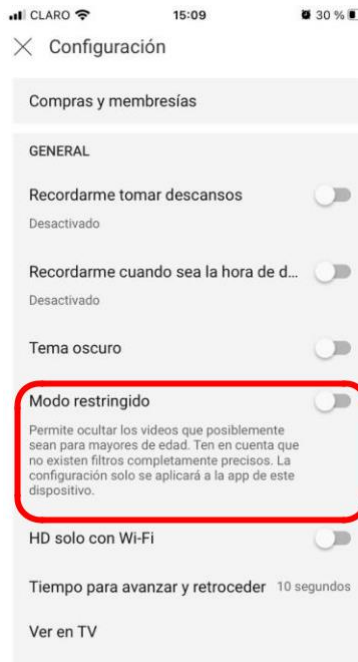 CLARO 15:09 30 %
Configuración
Compras y membresías
GENERAL
Recordarme tomar descansos
Desactivado
Recordarme cuando sea la hora de d...
Desactivado
Tema oscuro
Modo restringido
Permite ocultar los videos que posiblemente
sean para mayores de edad. Ten en cuenta que
no existen filtros completamente precisos. La
configuración solo se aplicará a la app de este
dispositivo.
HD solo con Wi-Fi
Tiempo para avanzar y retroceder 10 segundos
Ver en TV